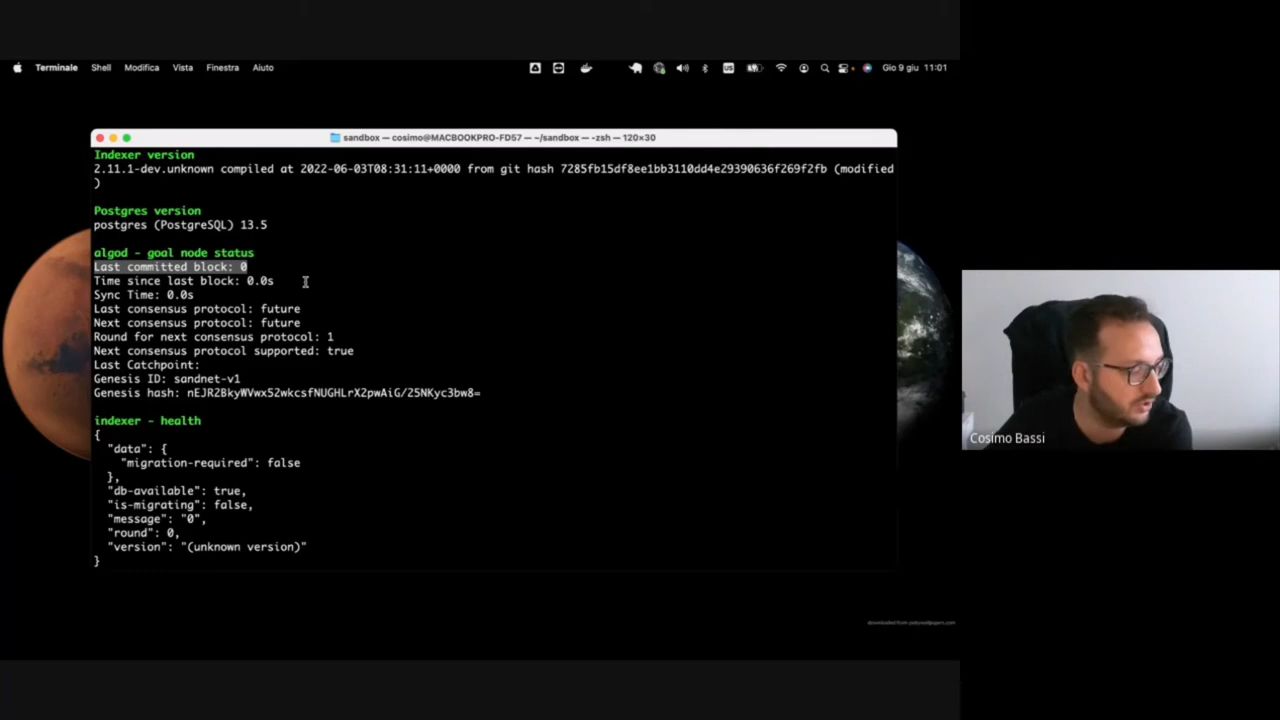 Terminale Shell Modifica Vista Finestra Aiuto US Gio 9 giu 11:01
sandbox — cosimo@MACBOOKPRO-FD57 — ~/sandbox — -zsh — 120×30
Indexer version
2.11.1-dev.unknown compiled at 2022-06-03T08:31:11+0000 from git hash 7285fb15df8ee1bb3110dd4e29390636f269f2fb (modified
)
Postgres version
postgres (PostgreSQL) 13.5
algod - goal node status
Last committed block: 0
Time since last block: 0.0s
Sync Time: 0.0s
Last consensus protocol: future
Next consensus protocol: future
Round for next consensus protocol: 1
Next consensus protocol supported: true
Last Catchpoint:
Genesis ID: sandnet-v1
Genesis hash: nEJR2BkyWVwx52wkcsfNUGHLrX2pwAiG/Z5NKyc3bw8=
indexer - health
{
"data": {
"migration-required": false
},
"db-available": true,
"is-migrating": false,
"message": "0",
"round": 0,
"version": "(unknown version)"
}
Cosimo Bassi